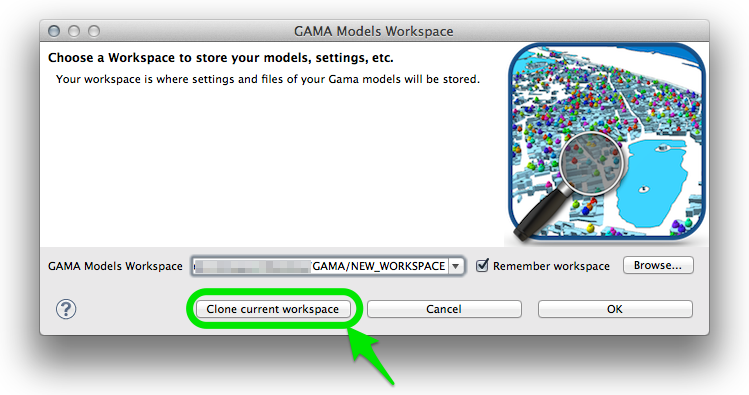 GAMA Models Workspace
Choose a Workspace to store your models, settings, etc.
Your workspace is where settings and files of your Gama models will be stored.
GAMA Models Workspace GAMA/NEW_WORKSPACE Remember workspace Browse...
? Clone current workspace Cancel OK